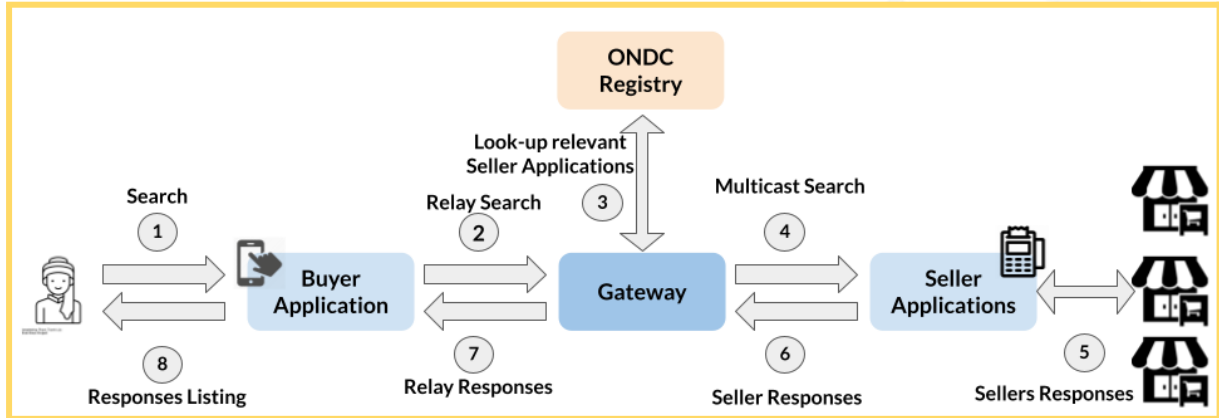 ONDC
Registry
Look-up relevant
Seller Applications
3
Search
1
Relay Search
2
Multicast Search
4
Buyer
Application
Gateway
Seller
Applications
8
Responses Listing
7
Relay Responses
6
Seller Responses
5
Sellers Responses